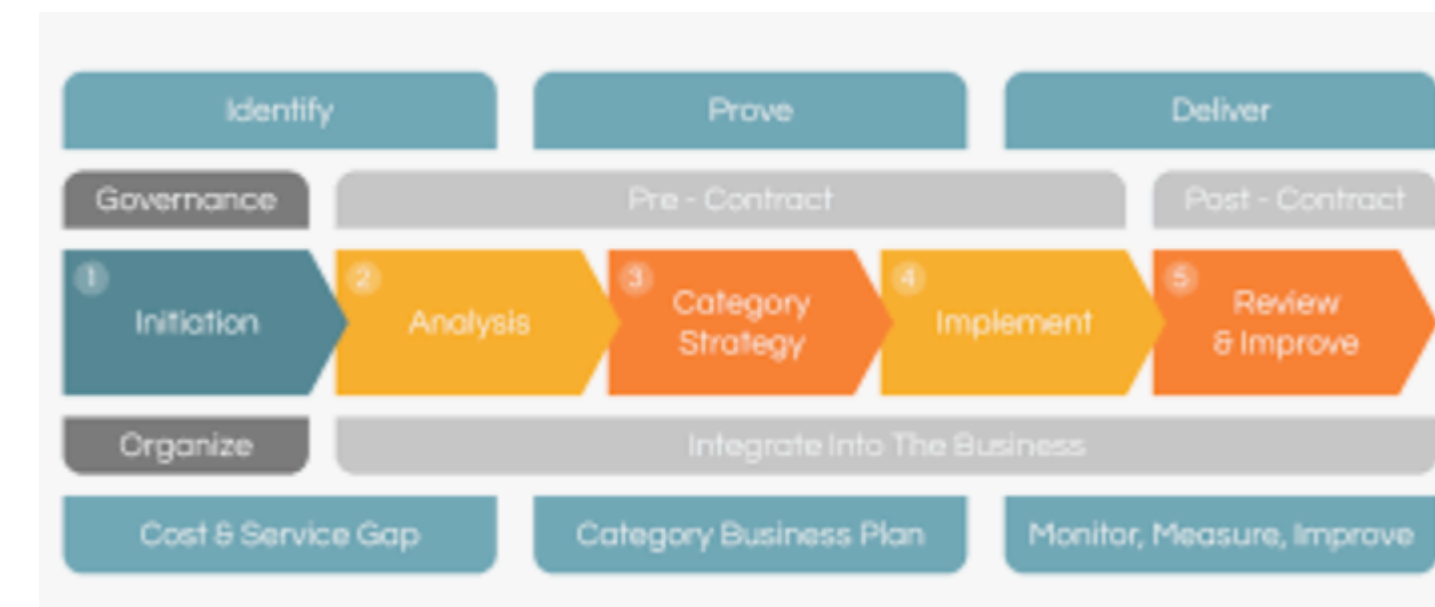 Identify
Prove
Deliver
Governance
Pre - Contract
Post - Contract
1
Initiation
2
Analysis
3
Category
Strategy
4
Implement
5
Review
& Improve
Organize
Integrate Into The Business
Cost & Service Gap
Category Business Plan
Monitor, Measure, Improve